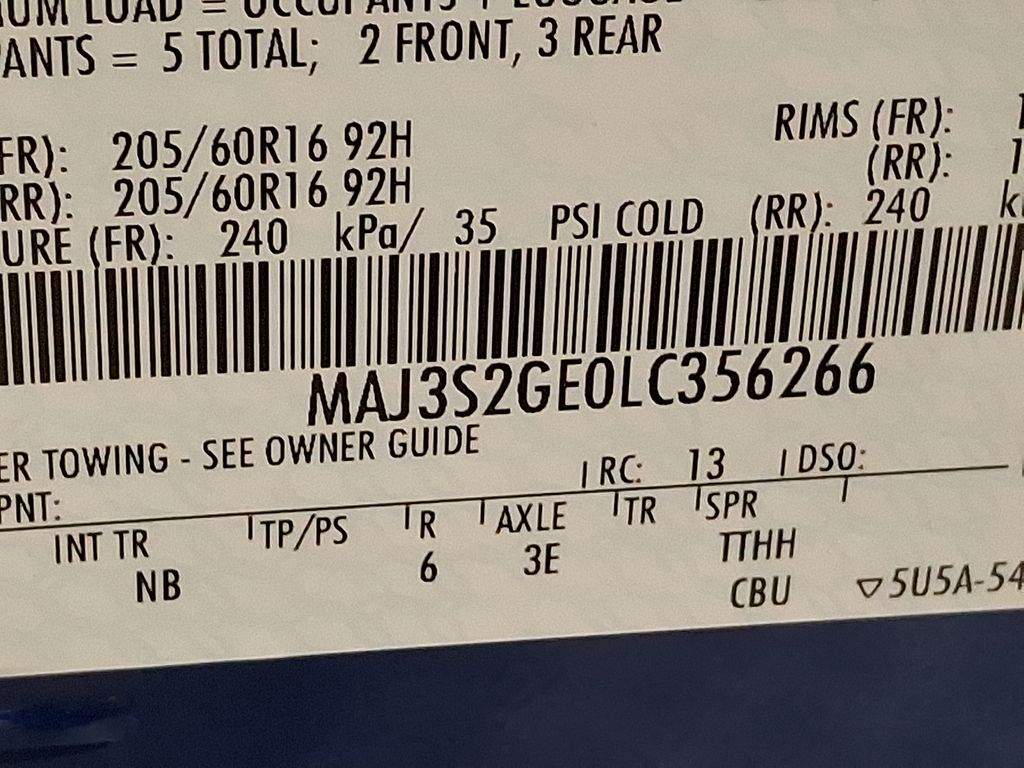 = OCCUPANTS + LUGGAGE
ANTS = 5 TOTAL; 2 FRONT, 3 REAR
RIMS (FR):
FR): 205/60R16 92H
(RR):
RR): 205/60R16 92H
URE (FR): 240 kPa/ 35 PSI COLD (RR): 240
MAJ3S2GE0LC356266
ER TOWING - SEE OWNER GUIDE
RC: 13 DSO:
PNT:
INT TR TP/PS R AXLE TR SPR
NB 6 3E TTHH
CBU ▽5U5A-54